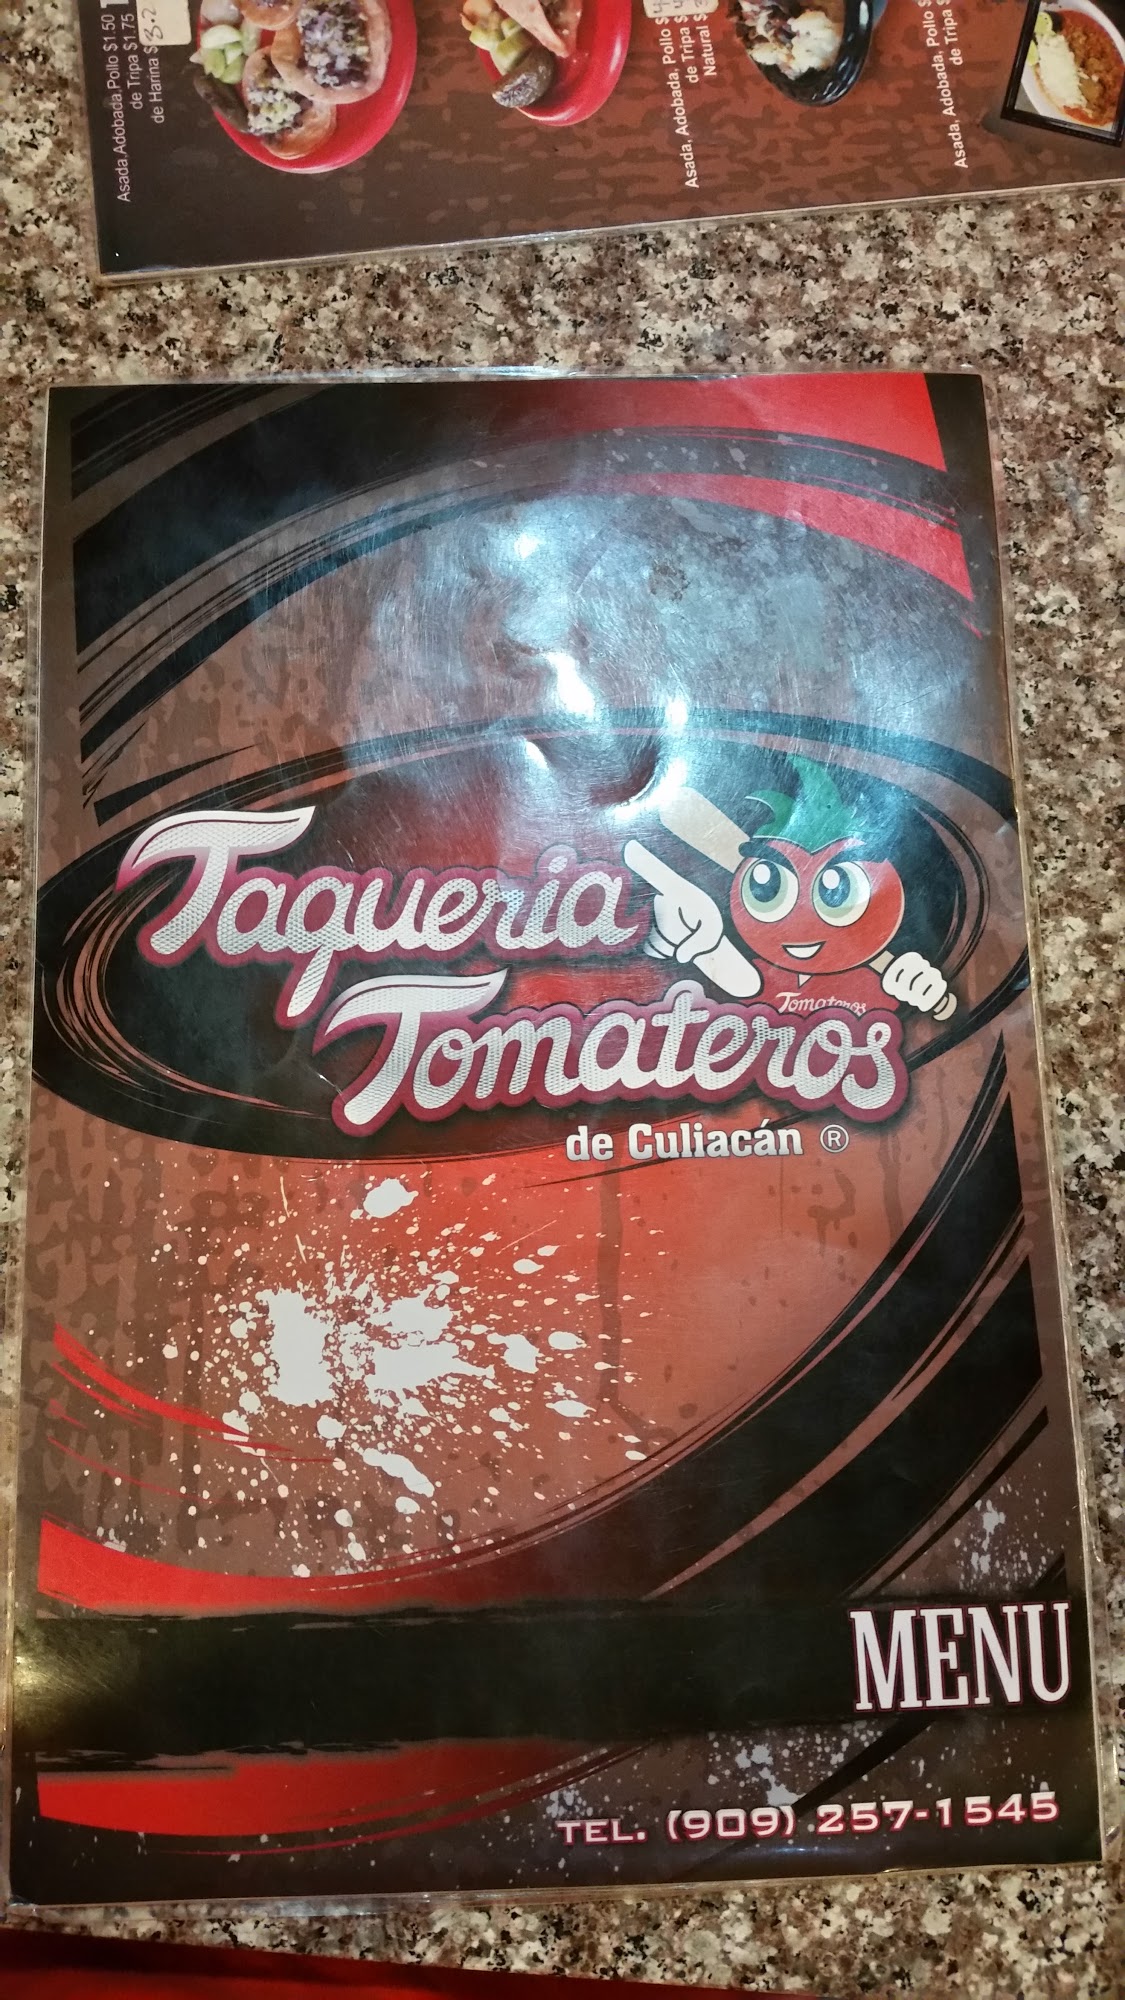 Asada,Adobada,Pollo $1.50
de Tripa $1.75
de Harina $
Asada, Adobada, Pollo $
de Tripa $
Natural $
Asada, Adobada, Pollo $
de Tripa $
Taqueria
Tomateros
Tomateros
de Culiacán ®
MENU
TEL. (909) 257-1545